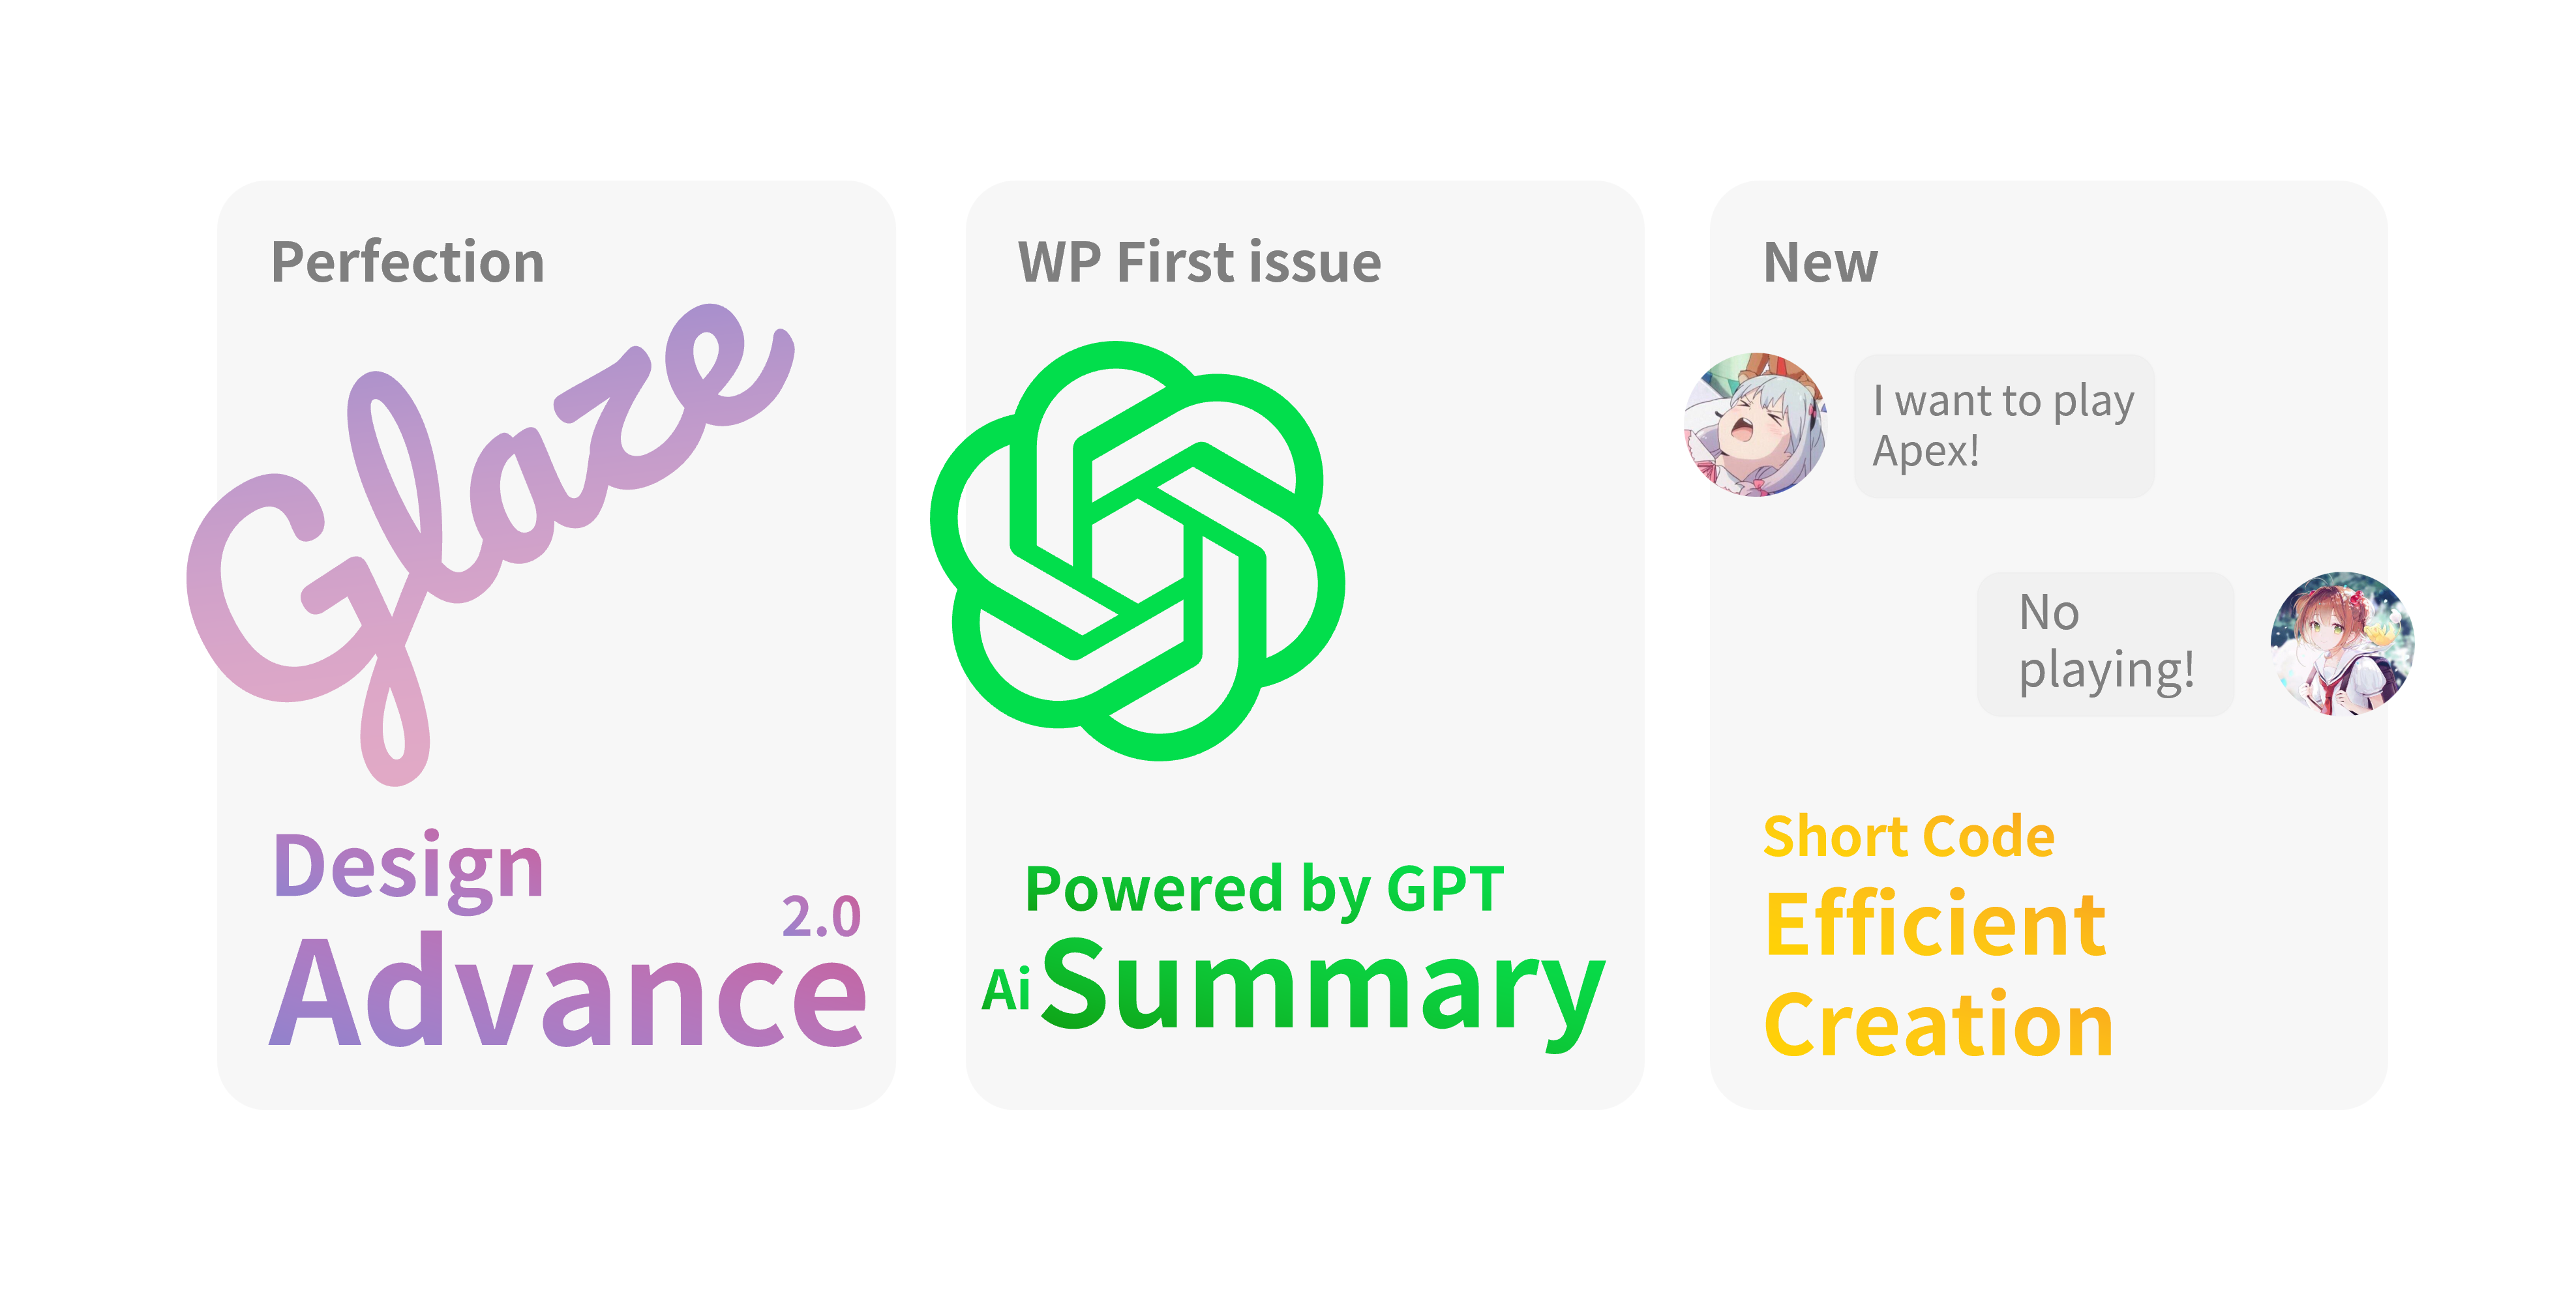 Perfection
Glaze
Design
2.0
Advance
WP First issue
Powered by GPT
Ai Summary
New
I want to play
Apex!
No
playing!
Short Code
Efficient
Creation